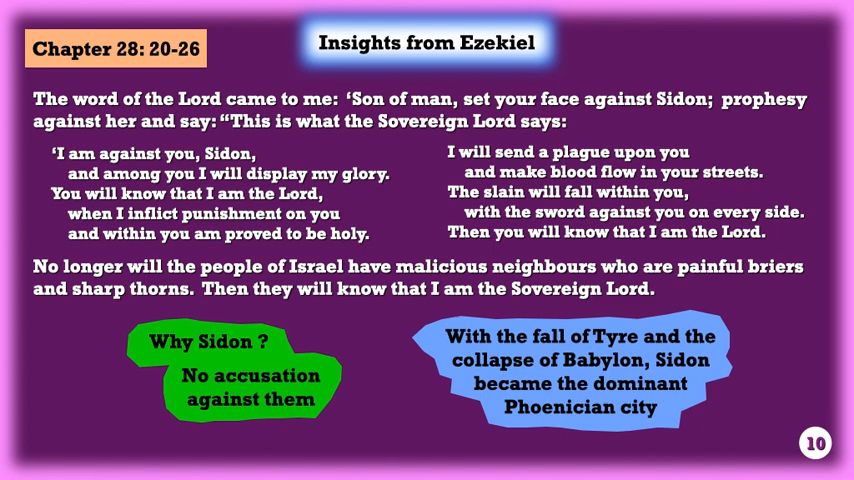 Chapter 28: 20-26
Insights from Ezekiel
The word of the Lord came to me: ‘Son of man, set your face against Sidon; prophesy
against her and say: “This is what the Sovereign Lord says:
‘I am against you, Sidon,
and among you I will display my glory.
You will know that I am the Lord,
when I inflict punishment on you
and within you am proved to be holy.
I will send a plague upon you
and make blood flow in your streets.
The slain will fall within you,
with the sword against you on every side.
Then you will know that I am the Lord.
No longer will the people of Israel have malicious neighbours who are painful briers
and sharp thorns. Then they will know that I am the Sovereign Lord.
Why Sidon ?
No accusation
against them
With the fall of Tyre and the
collapse of Babylon, Sidon
became the dominant
Phoenician city
10